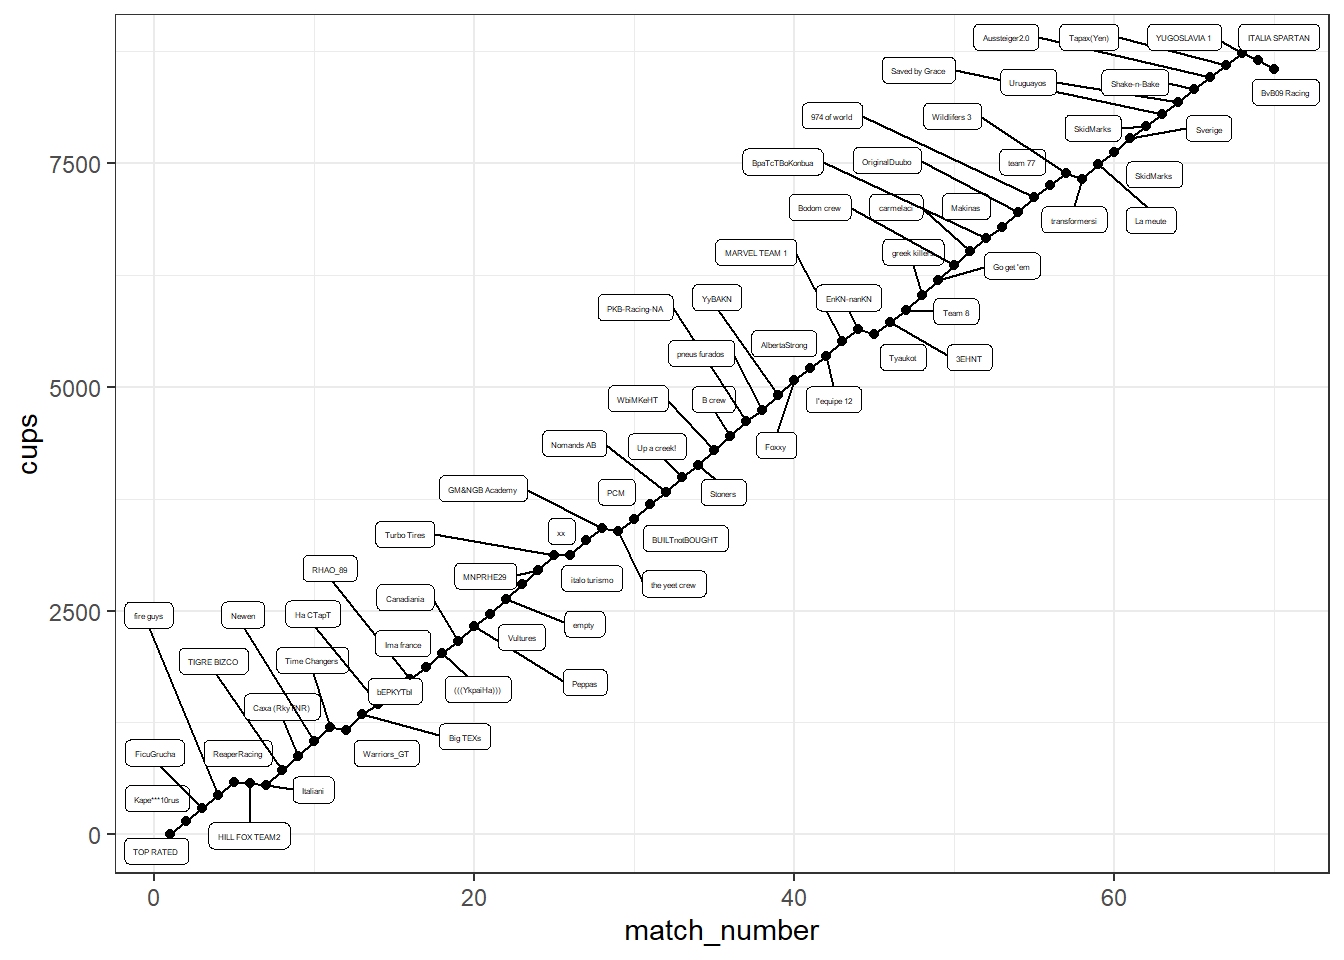 Aussteiger2.0
Tapax(Yen)
YUGOSLAVIA 1
ITALIA SPARTAN
Saved by Grace
Uruguayos
Shake-n-Bake
BvB09 Racing
974 of world
Wildlifers 3
SkidMarks
Sverige
7500
BpaTcTBoKonbua
OriginalDuubo
team 77
SkidMarks
Bodom crew
carmelaci
Makinas
transformersi
La meute
MARVEL TEAM 1
greek killers
Go get 'em
PKB-Racing-NA
YyBAKN
EnKN-nanKN
Team 8
pneus furados
AlbertaStrong
Tyaukot
3EHNT
5000
WbiMKeHT
B crew
l''equipe 12
cups
Nomands AB
Up a creek!
Foxxy
GM&NGB Academy
PCM
Stoners
Turbo Tires
xx
BUILTnotBOUGHT
RHAO_89
MNPRHE29
italo turismo
the yeet crew
2500
fire guys
Newen
Ha CTapT
Canadiania
empty
TIGRE BIZCO
Time Changers
Ima france
Vultures
bEPKYTbI
(((YkpaiHa)))
Peppas
Caxa (Rky INR)
FicuGrucha
ReaperRacing
Warriors_GT
Big TEXs
Kape***10rus
Italiani
0
TOP RATED
HILL FOX TEAM2
0
20
40
60
match_number